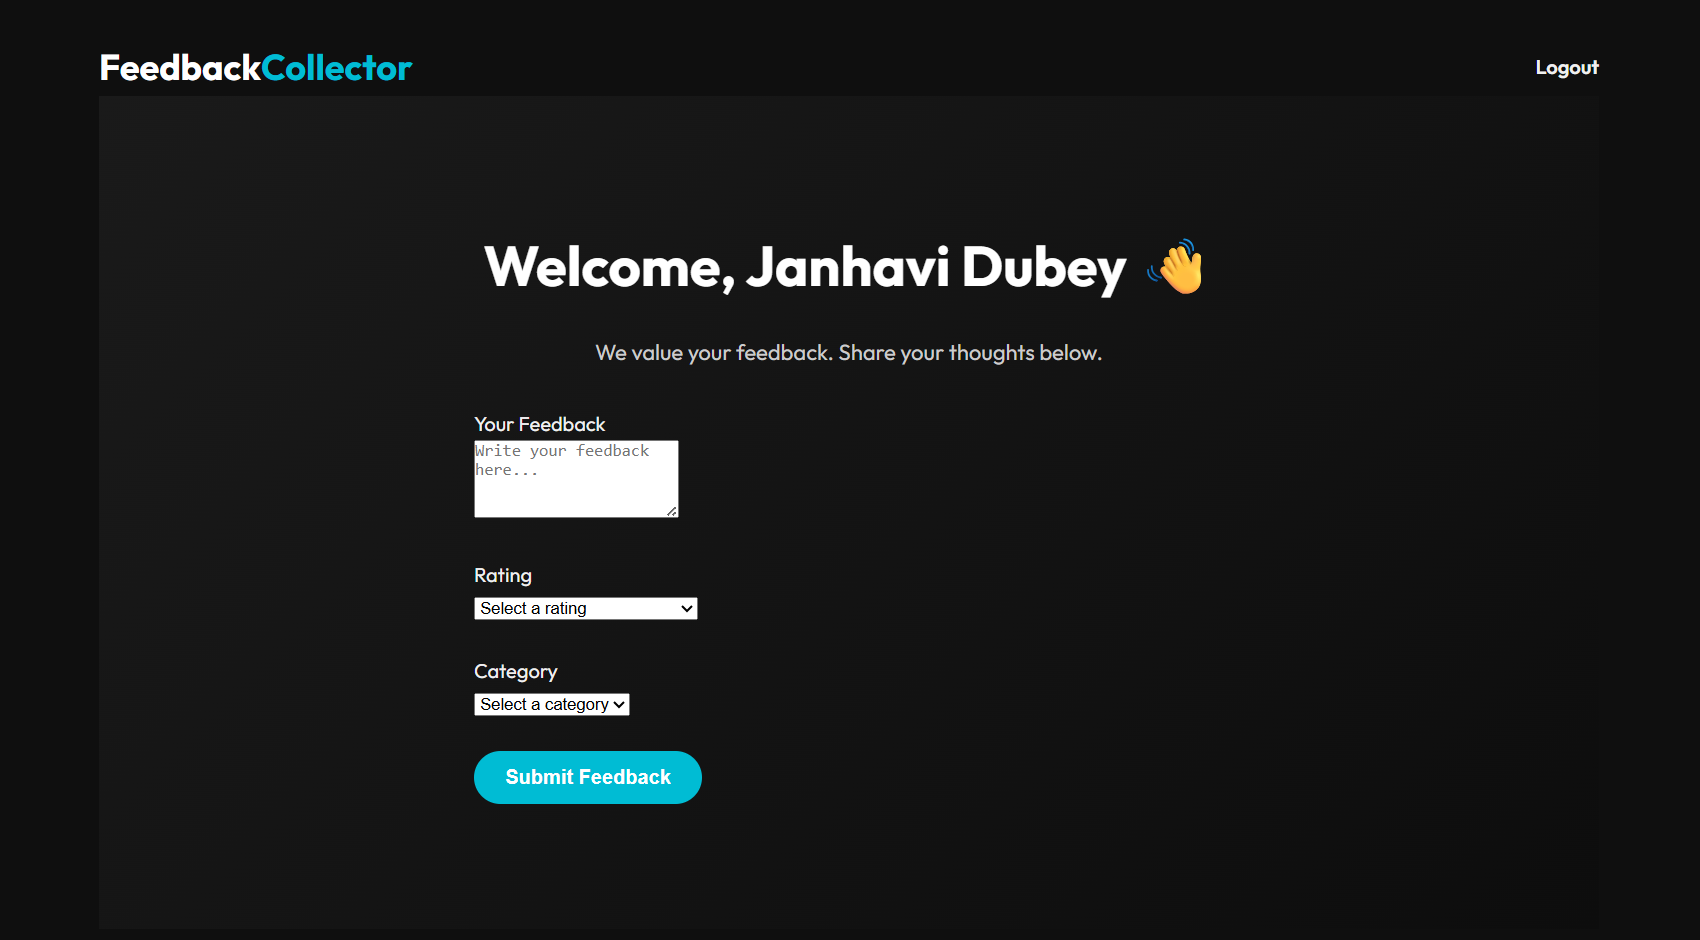 FeedbackCollector
Logout
Welcome, Janhavi Dubey 👋
We value your feedback. Share your thoughts below.
Your Feedback
Write your feedback
here...
Rating
Select a rating
Category
Select a category
Submit Feedback